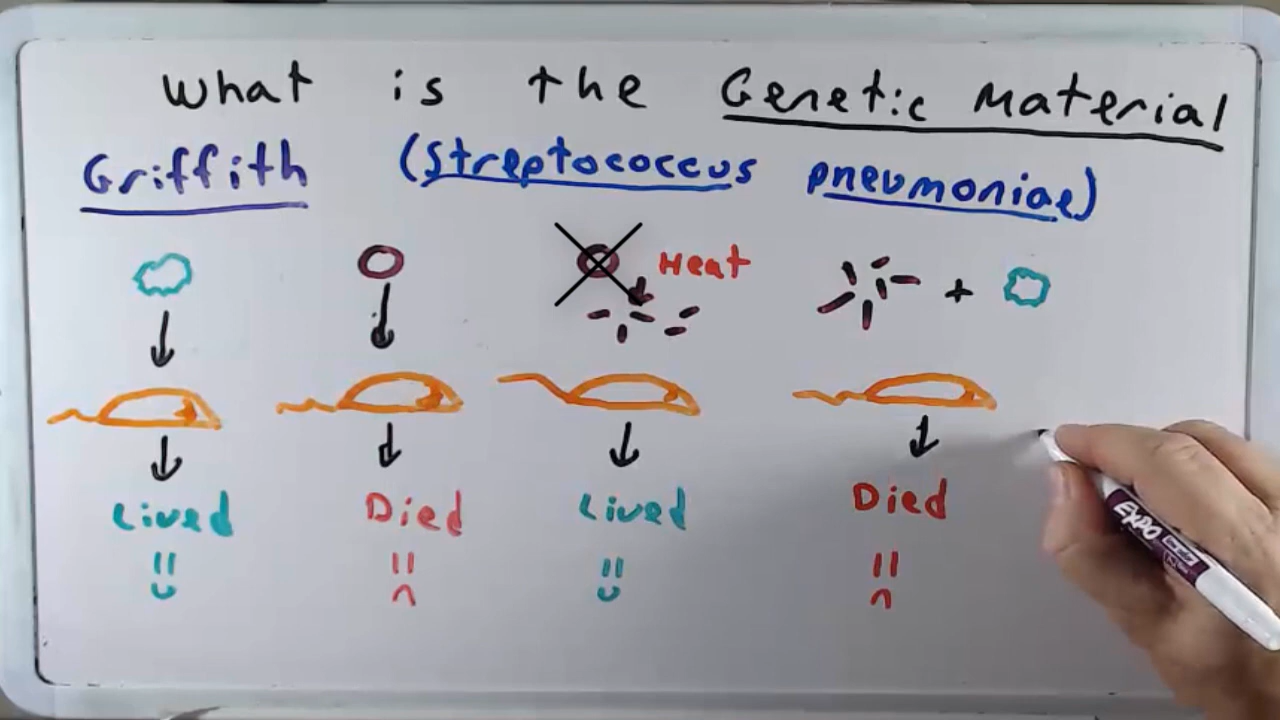 What is the Genetic Material
Griffith (Streptococcus pneumoniae)
Heat
+
Lived Died Lived Died
EXPO